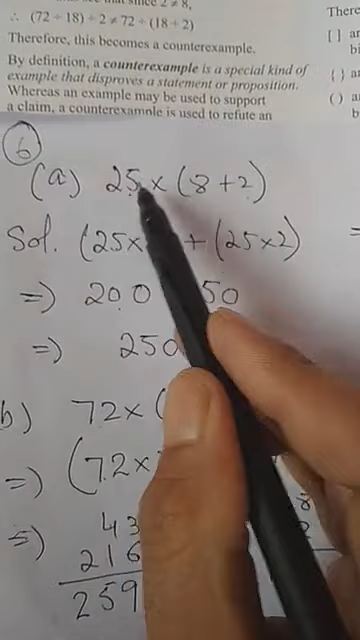 ∴ (72 ÷ 18) ÷ 2 ≠ 72 ÷ (18 ÷ 2)
There
Therefore, this becomes a counterexample.
[ ]
By definition, a counterexample is a special kind of
example that disproves a statement or proposition.
{ }
Whereas an example may be used to support
( )
a claim, a counterexample is used to refute an
6
(a) 25 × (8 + 2)
Sol. (25 × + (25 × 2)
=) 200 50
=) 250
b) 72 × (
=) (72 ×
=) 43
216
259